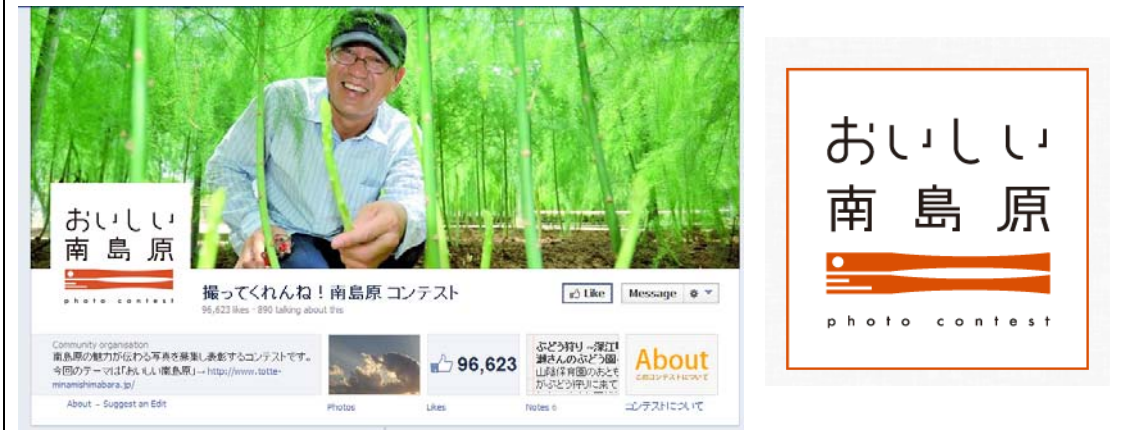 おいしい
南島原
photo contest
撮ってくれんね！南島原 コンテスト
96,623 likes · 890 talking about this
Like
Message
Community organisation
南島原の魅力が伝わる写真を募集し表彰するコンテストです。
今回のテーマは「おいしい南島原」→ http://www.totte-
minamishimabara.jp/
About - Suggest an Edit
Photos
96,623
Likes
ぶどう狩り ~深江町
瀬さんのぶどう園
山陰保育園のおとも
がぶどう狩りに来て
Notes 6
About
このコンテストについて
コンテストについて
おいしい
南島原
photo contest